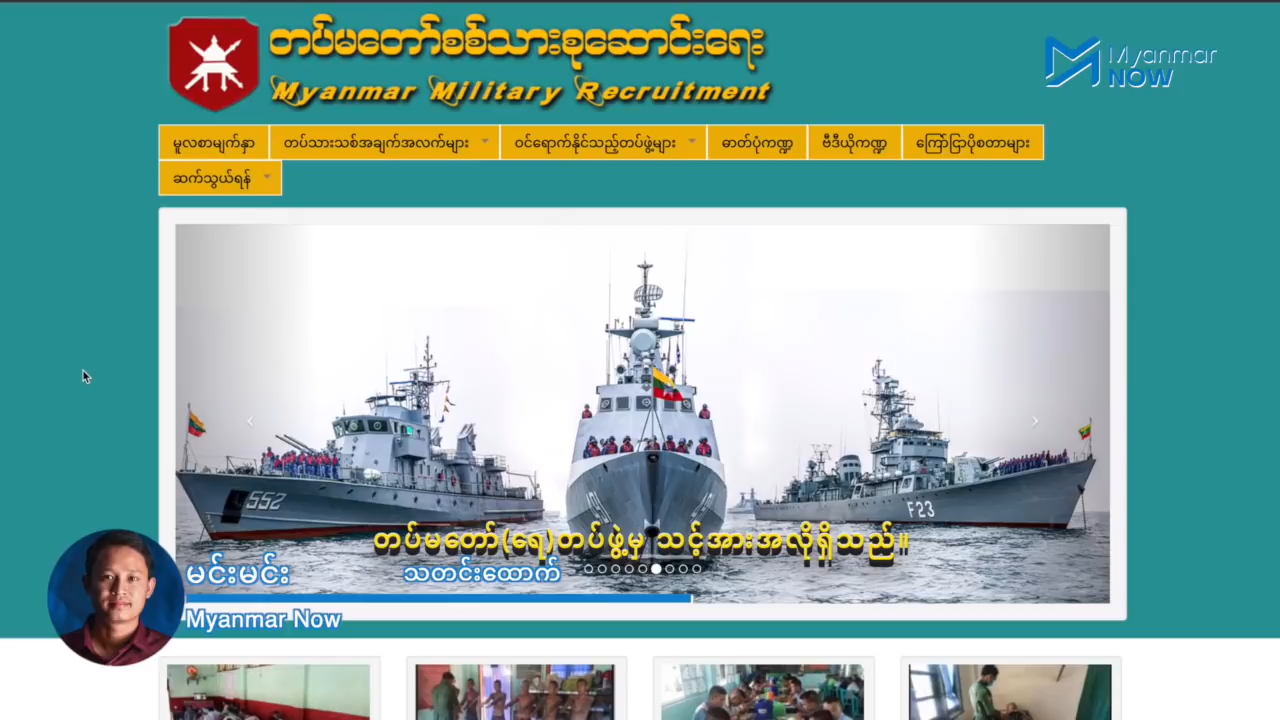 တပ်မတော်စစ်သားစုဆောင်းရေး
Myanmar Military Recruitment
Myanmar
NOW
မူလစာမျက်နှာ
တပ်သားသစ်အချက်အလက်များ
ဝင်ရောက်နိုင်သည့်တပ်ဖွဲ့များ
ဓာတ်ပုံကဏ္ဍ
ဗီဒီယိုကဏ္ဍ
ကြော်ငြာပိုစတာများ
ဆက်သွယ်ရန်
552
F23
တပ်မတော်(ရေ)တပ်ဖွဲ့မှ သင့်အားအလိုရှိသည်။
မင်းမင်း
သတင်းထောက်
Myanmar Now